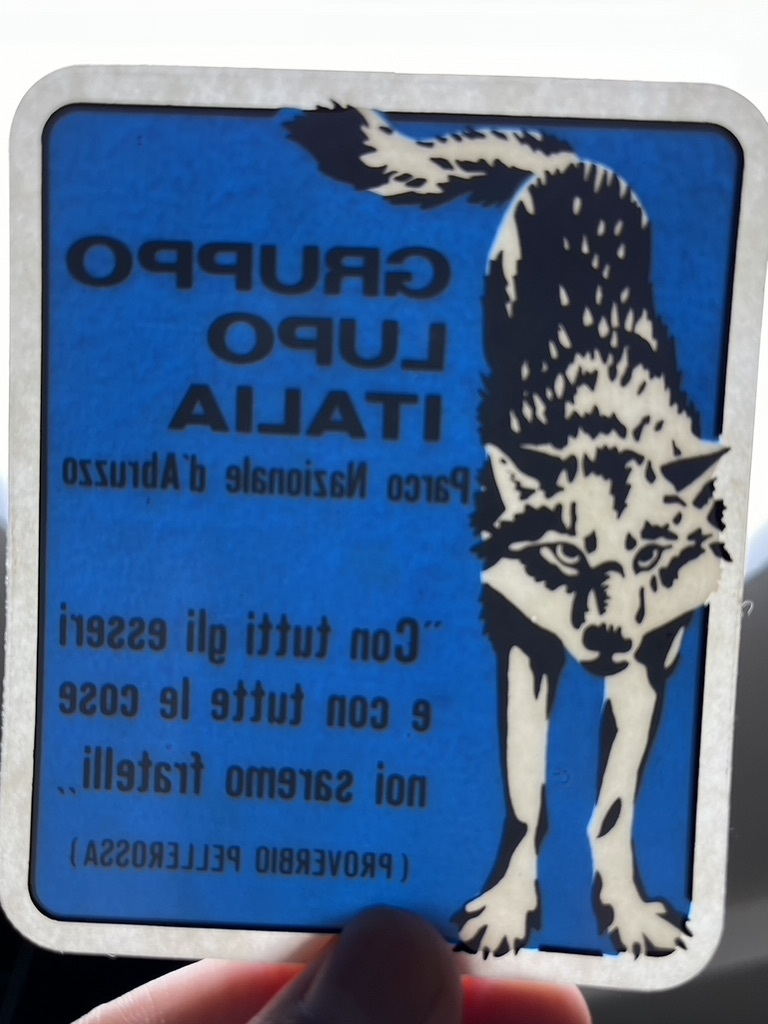 GRUPPO
LUPO
ITALIA
Parco Nazionale d'Abruzzo
"Con tutti gli esseri
e con tutte le cose
noi saremo fratelli"
(PROVERBIO PELLEROSSA)